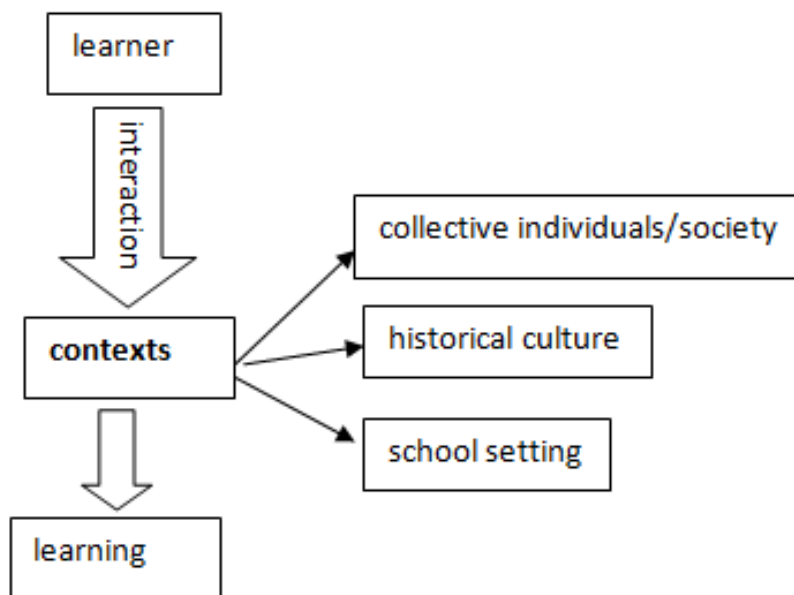 learner
interaction
collective individuals/society
historical culture
contexts
school setting
learning